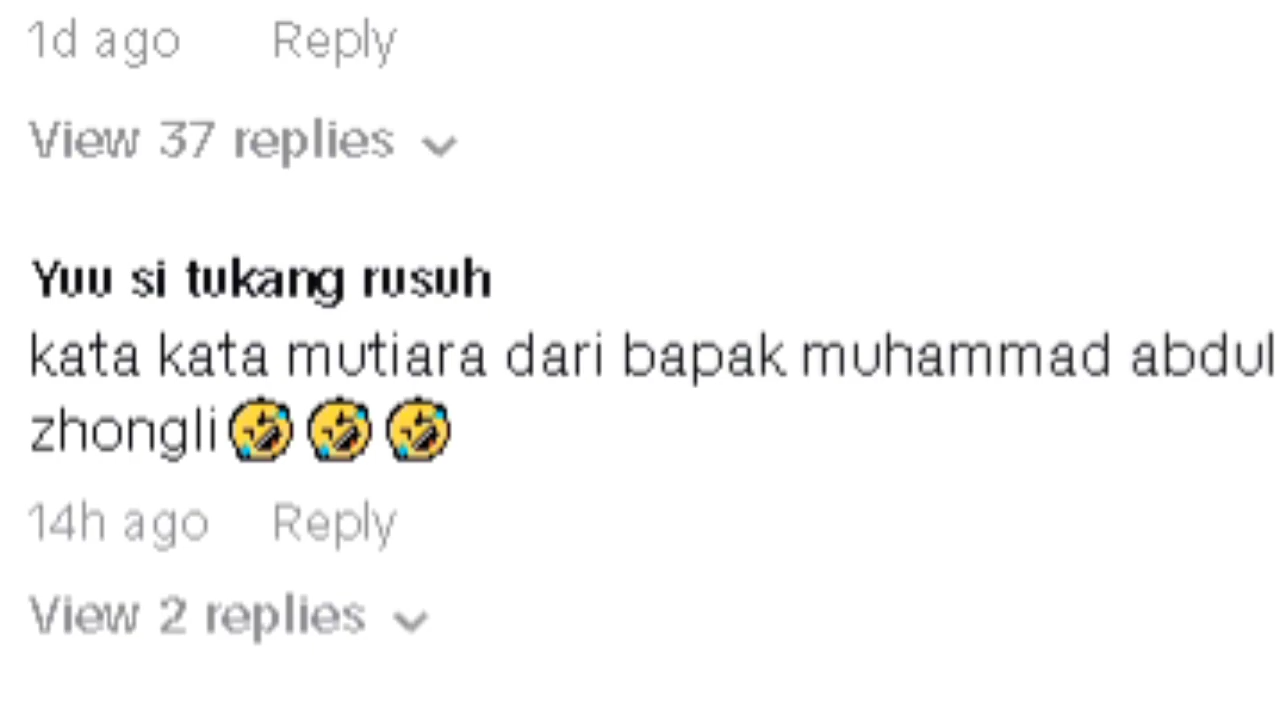 1d ago Reply
View 37 replies
Yuu si tukang rusuh
kata kata mutiara dari bapak muhammad abdul
zhongli🤣🤣🤣
14h ago Reply
View 2 replies